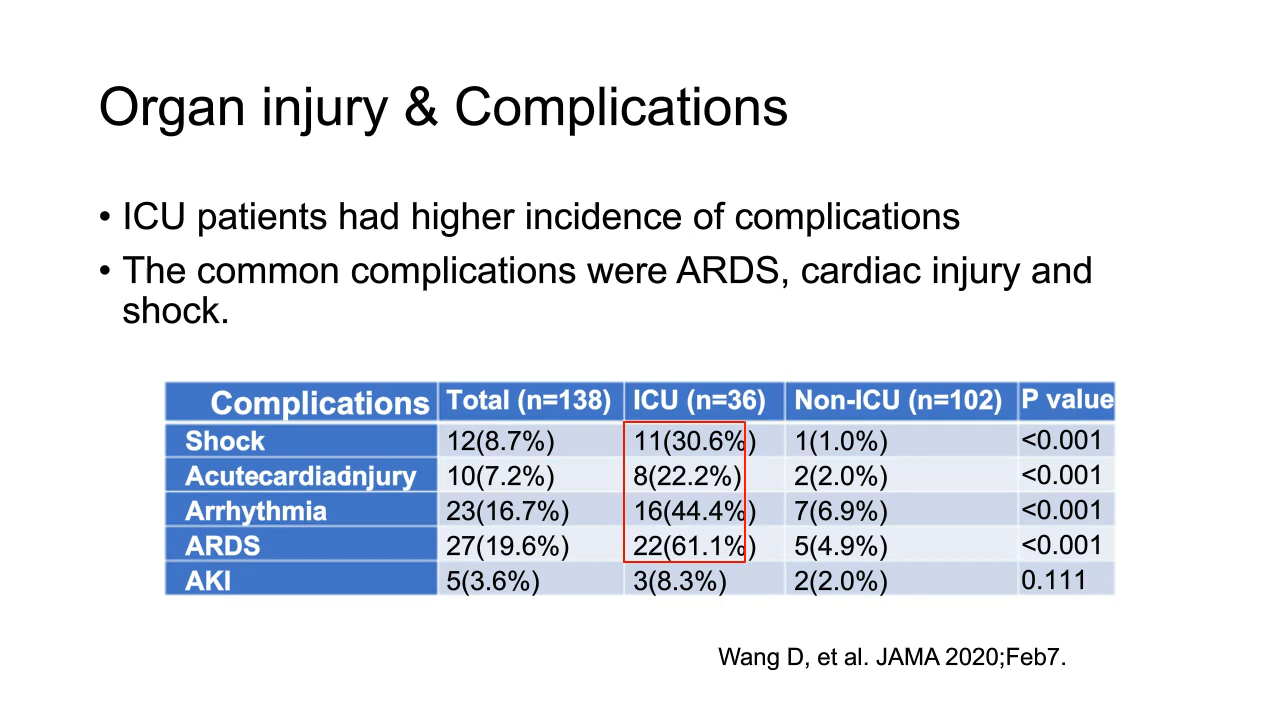 Organ injury & Complications
• ICU patients had higher incidence of complications
• The common complications were ARDS, cardiac injury and
shock.
Complications Total (n=138) ICU (n=36) Non-ICU (n=102) P value
Shock 12(8.7%) 11(30.6%) 1(1.0%) <0.001
Acutecardiacinjury 10(7.2%) 8(22.2%) 2(2.0%) <0.001
Arrhythmia 23(16.7%) 16(44.4%) 7(6.9%) <0.001
ARDS 27(19.6%) 22(61.1%) 5(4.9%) <0.001
AKI 5(3.6%) 3(8.3%) 2(2.0%) 0.111
Wang D, et al. JAMA 2020;Feb7.